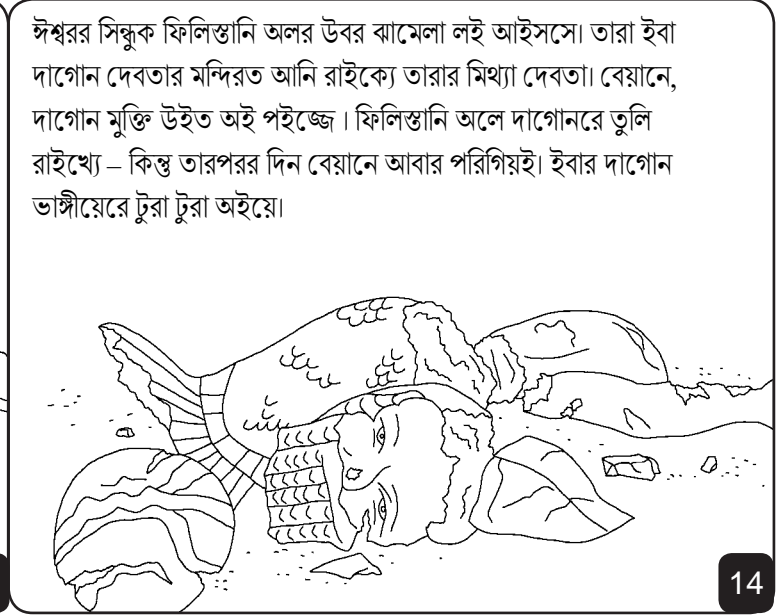 ঈশ্বরর সিন্ধুক ফিলিস্তানি অলর উবর ঝামেলা লই আইসসে। তারা ইবা
দাগোন দেবতার মন্দিরত আনি রাইক্যে তারার মিথ্যা দেবতা। বেয়ানে,
দাগোন মুক্তি উইত অই পইজ্জে। ফিলিস্তানি অলে দাগোনরে তুলি
রাইখ্যে – কিন্তু তারপরর দিন বেয়ানে আবার পরিগিয়ই। ইবার দাগোন
ভাঙ্গীয়েরে টুরা টুরা অইয়ে।
14